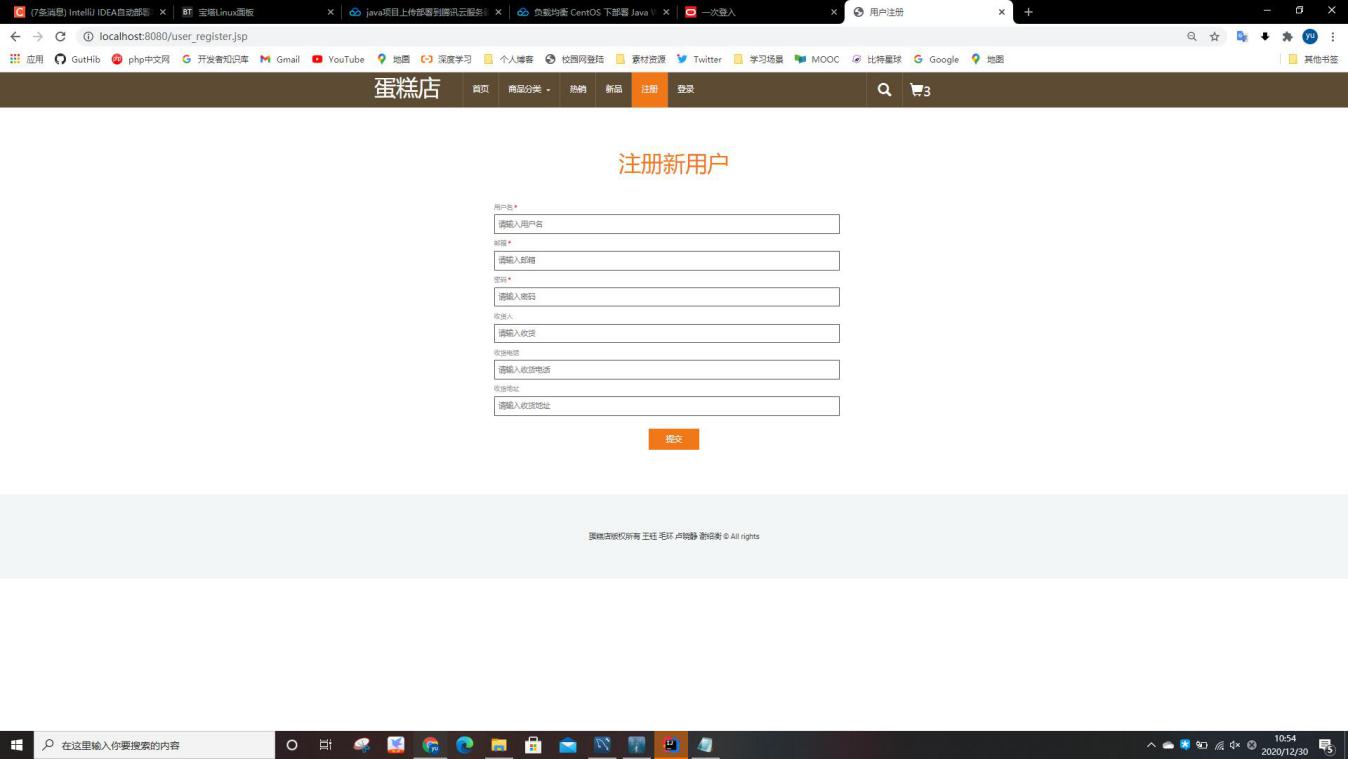 (7条消息) IntelliJ IDEA自动部署
宝塔Linux面板
java项目上传部署到腾讯云服务
负载均衡 CentOS 下部署 Java W
一次登入
用户注册
localhost:8080/user_register.jsp
应用 GutHib php中文网 开发者知识库 Gmail YouTube 地图 深度学习 个人博客 校园网登陆 素材资源 Twitter 学习场景 MOOC 比特星球 Google 地图 其他书签
蛋糕店 首页 商品分类 热销 新品 注册 登录 3
注册新用户
用户名*
请输入用户名
邮箱*
请输入邮箱
密码*
请输入密码
收货人
请输入收货
收货电话
请输入收货电话
收货地址
请输入收货地址
提交
蛋糕店版权所有 王钰 毛环 卢晓静 谢绍衡 © All rights
在这里输入你要搜索的内容
10:54
2020/12/30
5